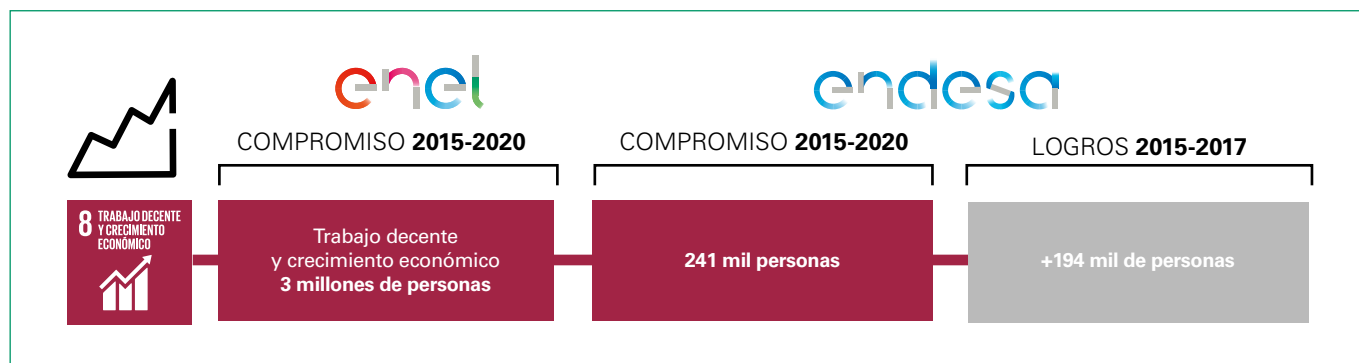 enel
endesa
COMPROMISO 2015-2020
COMPROMISO 2015-2020
LOGROS 2015-2017
8 TRABAJO DECENTE
Y CRECIMIENTO
ECONÓMICO
Trabajo decente
y crecimiento económico
3 millones de personas
241 mil personas
+194 mil de personas